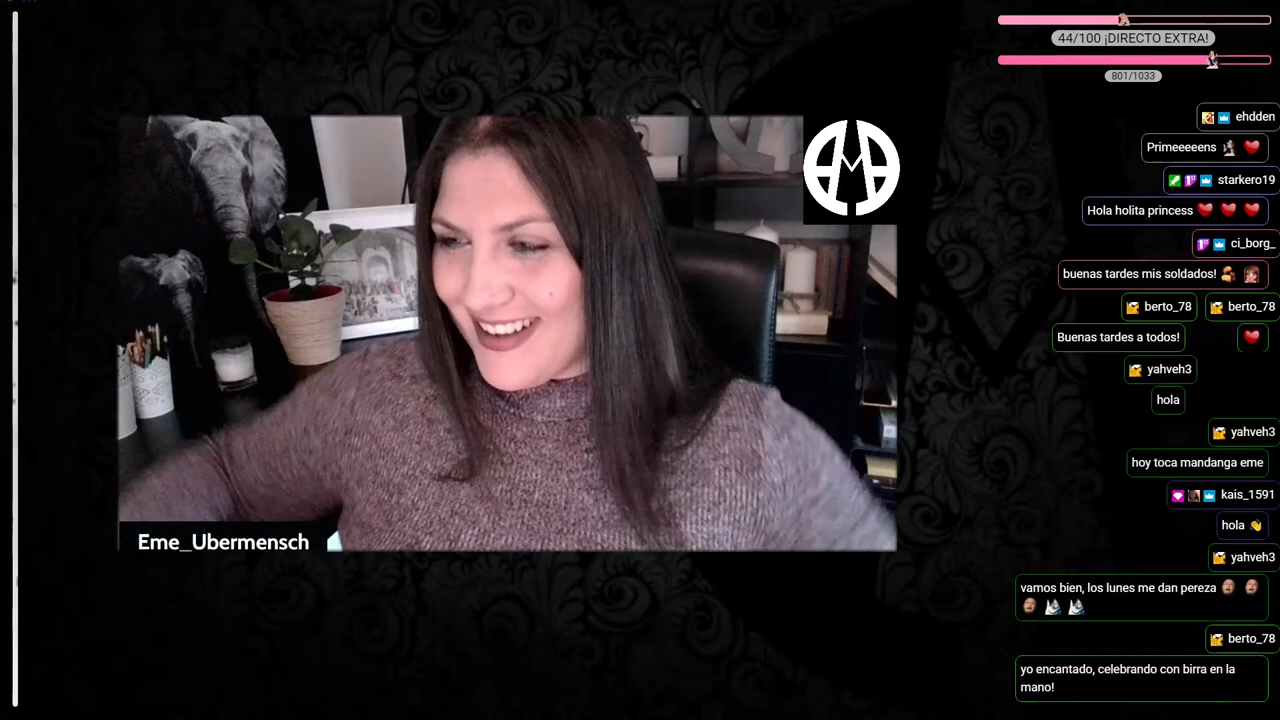 44/100 ¡DIRECTO EXTRA!
801/1033
ehdden
Primeeeeens
starkero19
Hola holita princess
ci_borg_
buenas tardes mis soldados!
berto_78 berto_78
Buenas tardes a todos!
yahveh3
hola
yahveh3
hoy toca mandanga eme
kais_1591
hola
yahveh3
vamos bien, los lunes me dan pereza
berto_78
yo encantado, celebrando con birra en la
mano!
Eme_Ubermensch